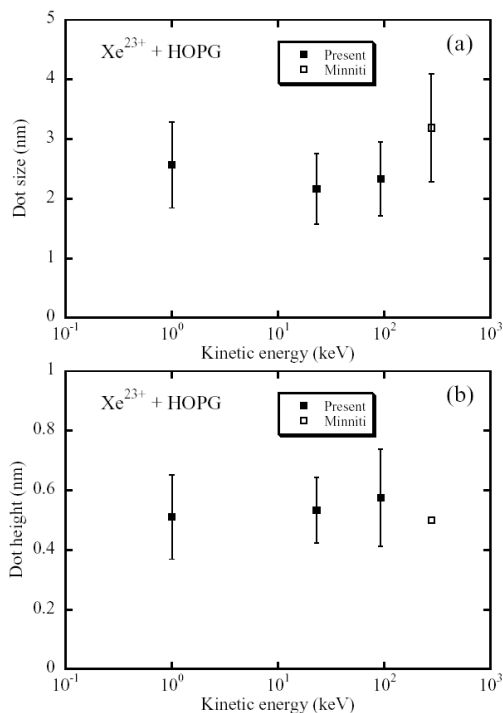 5
4
3
2
1
0
Dot size (nm)
Xe²³⁺ + HOPG
Present
Minniti
(a)
10⁻¹ 10⁰ 10¹ 10² 10³
Kinetic energy (keV)
1
0.8
0.6
0.4
0.2
0
Dot height (nm)
Xe²³⁺ + HOPG
Present
Minniti
(b)
10⁻¹ 10⁰ 10¹ 10² 10³
Kinetic energy (keV)